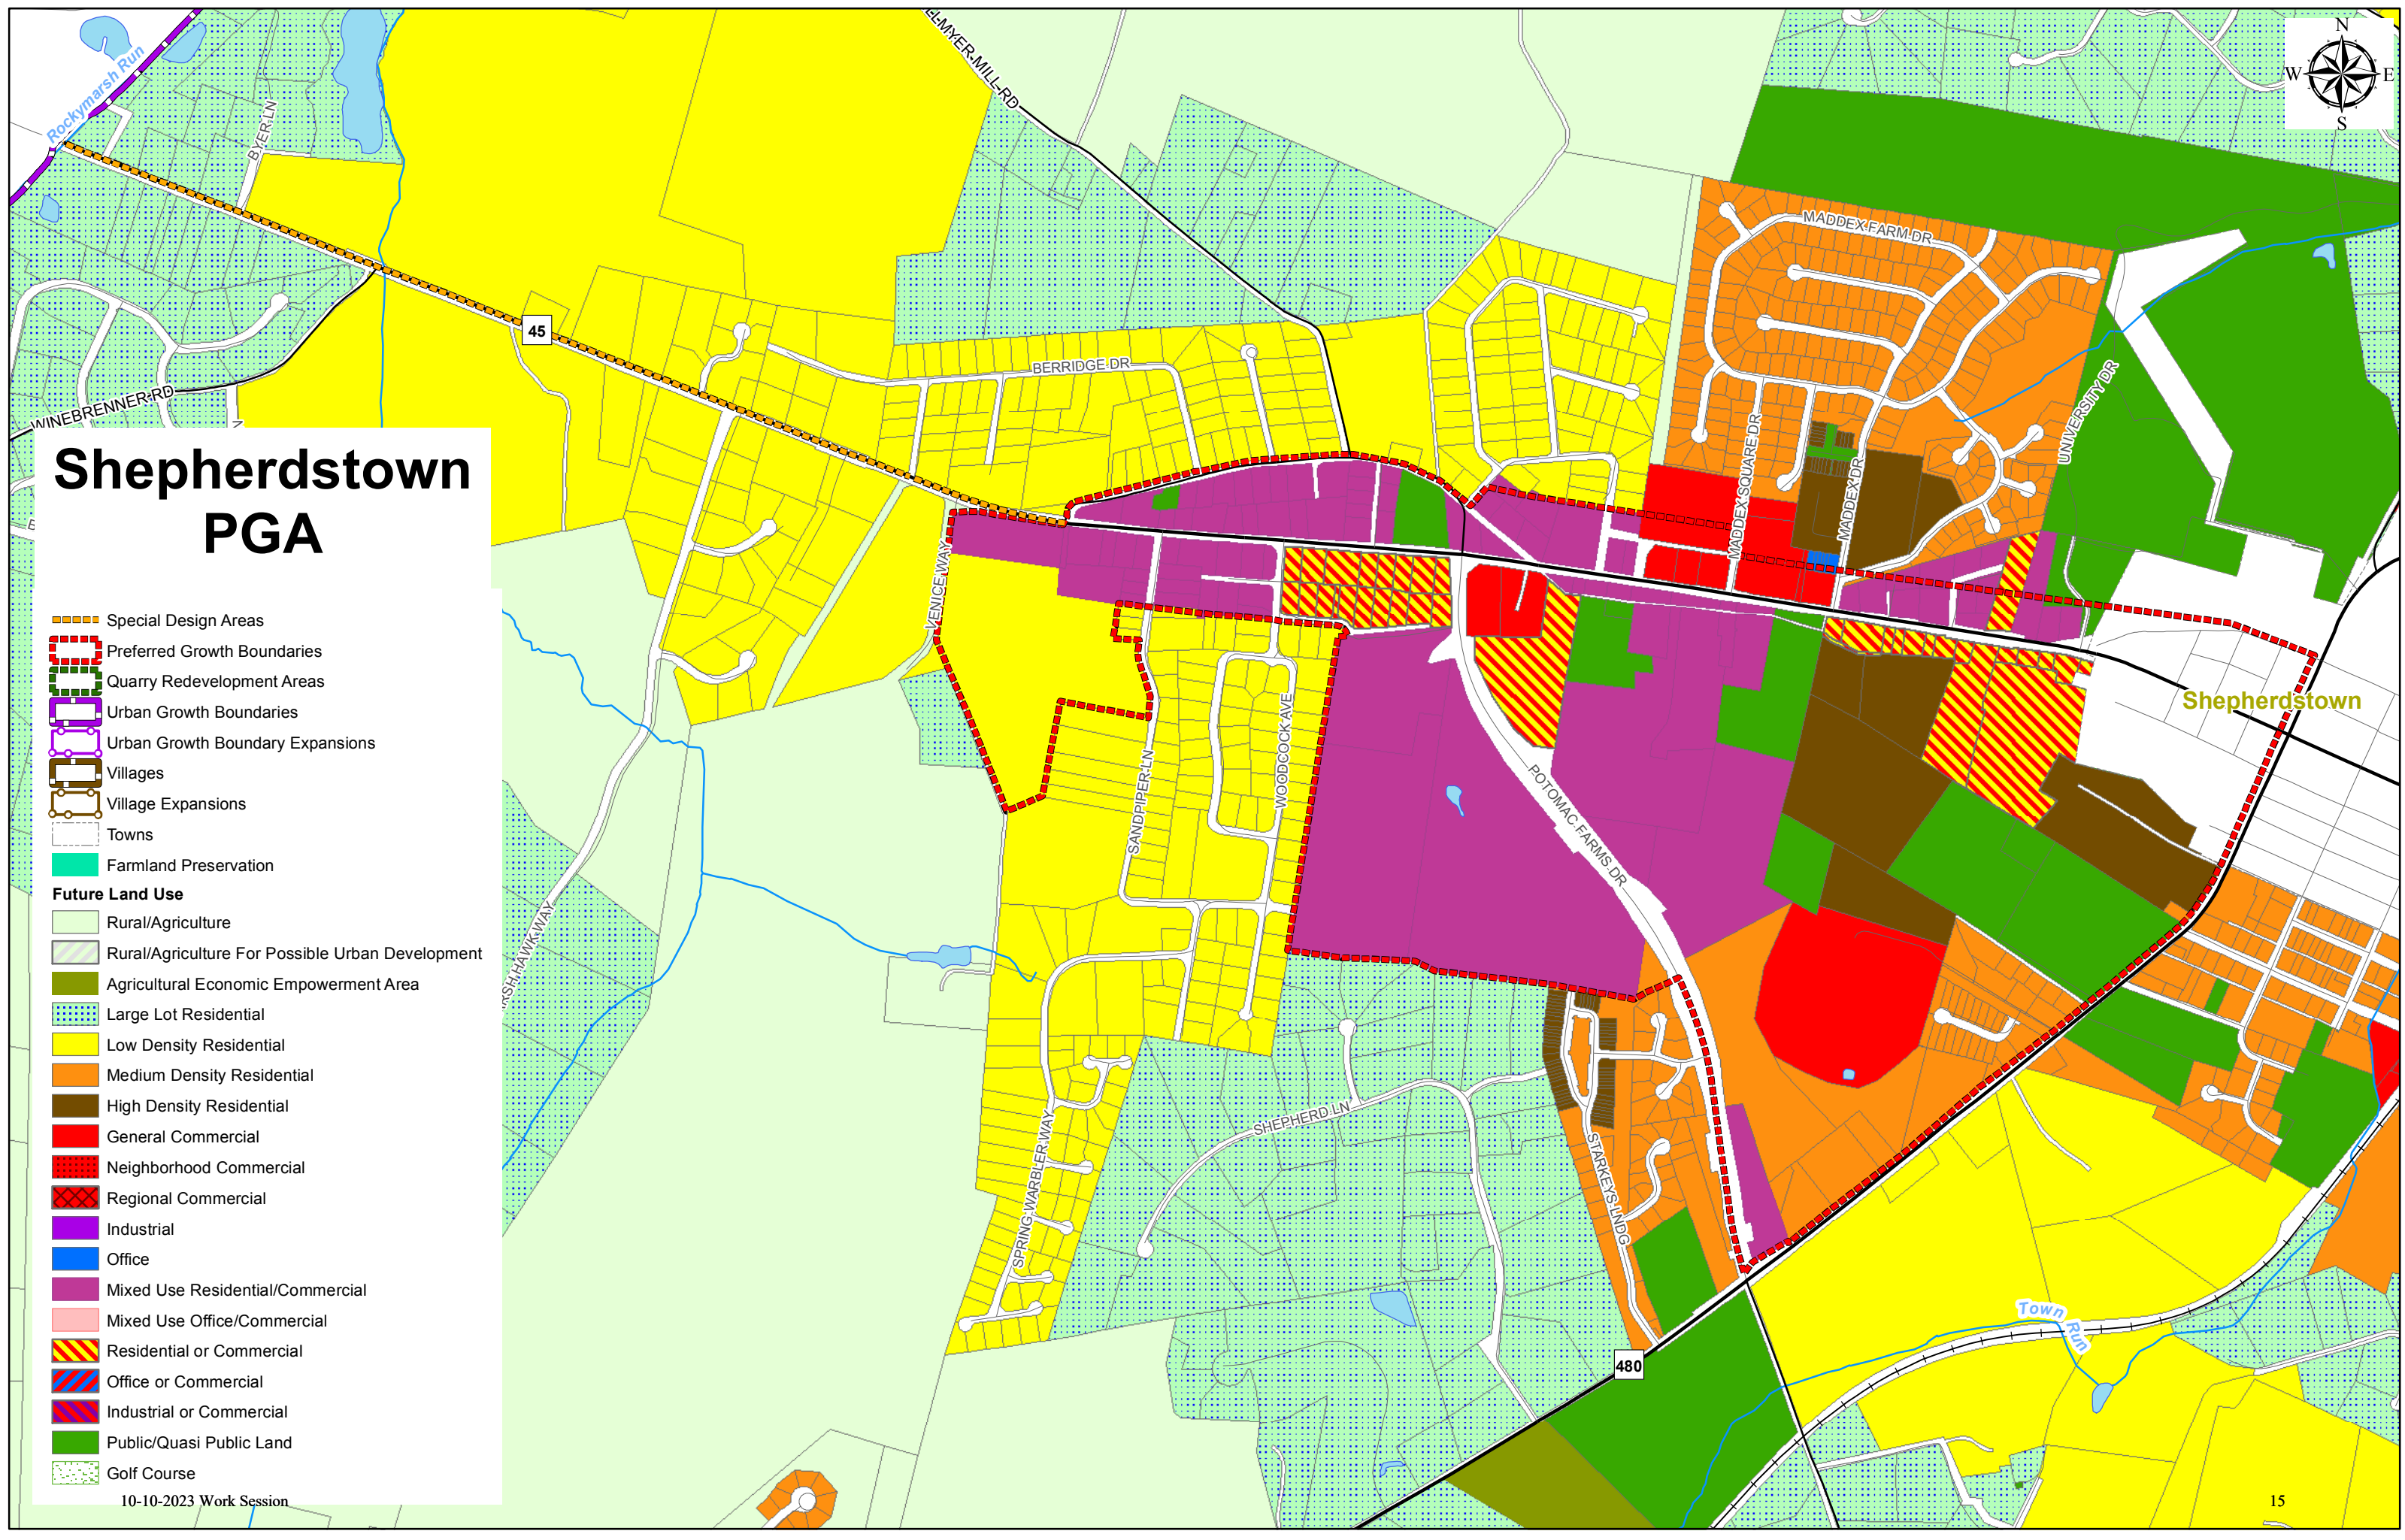 Rockymarsh Run
BYER LN
LLMYER MILL RD
N
W
E
S
MADDEX FARM DR
45
BERRIDGE DR
WINEBRENNER RD
UNIVERSITY DR
MADDEX SQUARE DR
MADDEX DR
Shepherdstown
PGA
VENICE WAY
Shepherdstown
WOODCOCK AVE
SANDPIPER LN
POTOMAC FARMS DR
RSH HAWK WAY
SHEPHERD LN
SPRING WARBLER WAY
STARKEYS LNDG
Town Run
480
Special Design Areas
Preferred Growth Boundaries
Quarry Redevelopment Areas
Urban Growth Boundaries
Urban Growth Boundary Expansions
Villages
Village Expansions
Towns
Farmland Preservation
Future Land Use
Rural/Agriculture
Rural/Agriculture For Possible Urban Development
Agricultural Economic Empowerment Area
Large Lot Residential
Low Density Residential
Medium Density Residential
High Density Residential
General Commercial
Neighborhood Commercial
Regional Commercial
Industrial
Office
Mixed Use Residential/Commercial
Mixed Use Office/Commercial
Residential or Commercial
Office or Commercial
Industrial or Commercial
Public/Quasi Public Land
Golf Course
10-10-2023 Work Session
15